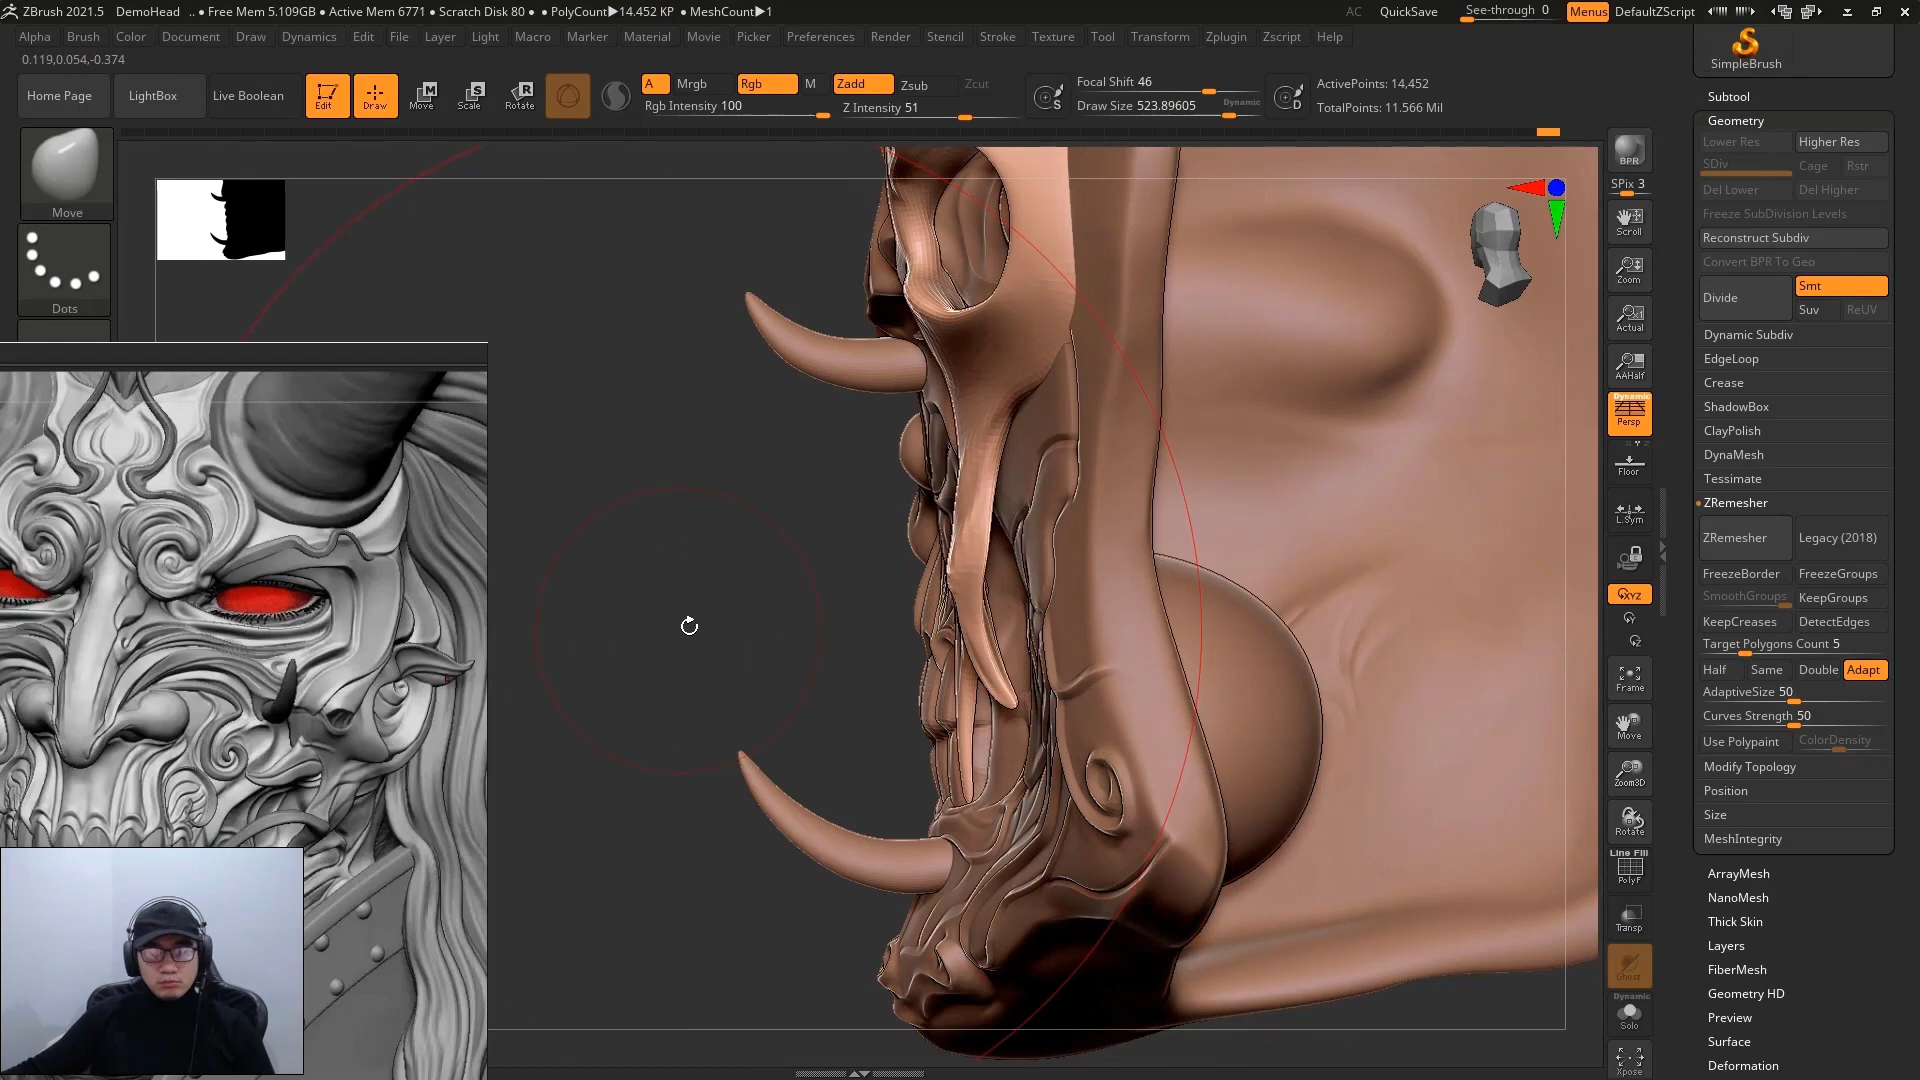 ZBrush 2021.5 DemoHead .. • Free Mem 5.109GB • Active Mem 6771 • Scratch Disk 80 • • PolyCount▶14.452 KP • MeshCount▶1 AC QuickSave See-through 0 Menus DefaultZScript
Alpha Brush Color Document Draw Dynamics Edit File Layer Light Macro Marker Material Movie Picker Preferences Render Stencil Stroke Texture Tool Transform Zplugin Zscript Help
0.119,0.054,-0.374
Home Page LightBox Live Boolean Edit Draw Move Scale Rotate
A Mrgb Rgb M Zadd Zsub Zcut
Rgb Intensity 100 Z Intensity 51
S Focal Shift 46
Draw Size 523.89605 Dynamic
D ActivePoints: 14,452
TotalPoints: 11.566 Mil
Move
Dots
BPR
SPix 3
Scroll
Zoom
Actual
AAHalf
Dynamic
Persp
Floor
L.Sym
XYZ
Frame
Move
Zoom3D
Rotate
Line Fill
PolyF
Transp
Ghost
Dynamic
Solo
Xpose
SimpleBrush
Subtool
Geometry
Lower Res Higher Res
SDiv Cage Rstr
Del Lower Del Higher
Freeze SubDivision Levels
Reconstruct Subdiv
Convert BPR To Geo
Divide Smt
Suv ReUV
Dynamic Subdiv
EdgeLoop
Crease
ShadowBox
ClayPolish
DynaMesh
Tessimate
ZRemesher
ZRemesher Legacy (2018)
FreezeBorder FreezeGroups
SmoothGroups KeepGroups
KeepCreases DetectEdges
Target Polygons Count 5
Half Same Double Adapt
AdaptiveSize 50
Curves Strength 50
Use Polypaint ColorDensity
Modify Topology
Position
Size
MeshIntegrity
ArrayMesh
NanoMesh
Thick Skin
Layers
FiberMesh
Geometry HD
Preview
Surface
Deformation